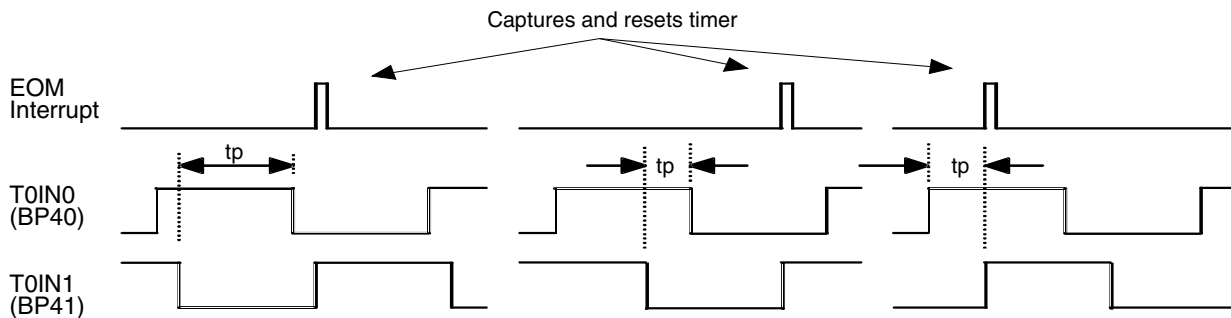 Captures and resets timer
EOM
Interrupt
tp
tp
tp
T0IN0
(BP40)
T0IN1
(BP41)